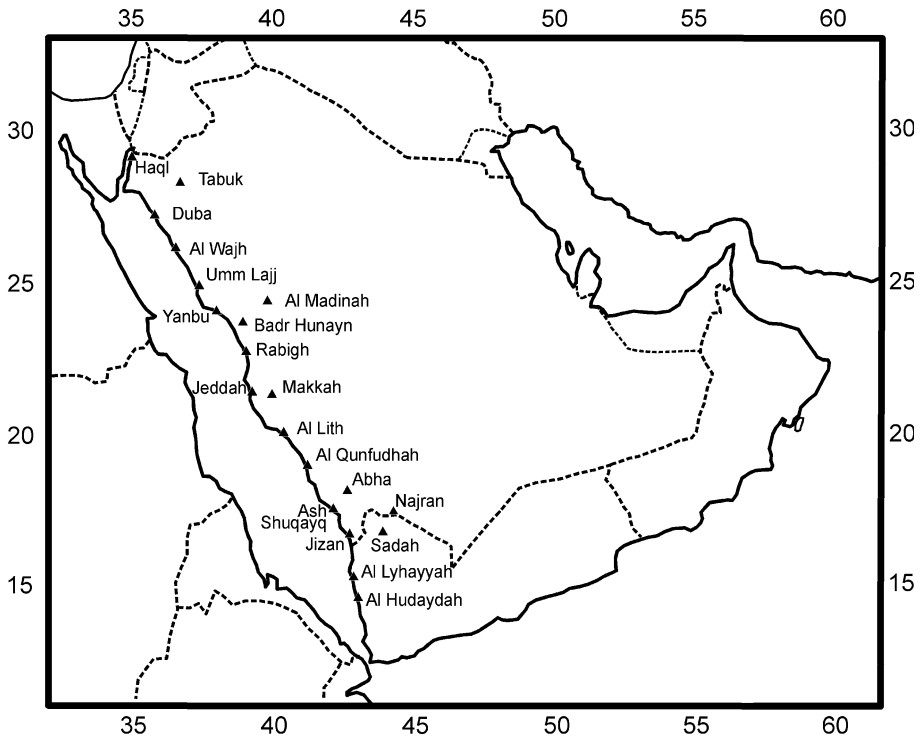 35 40 45 50 55 60
30 30
Haql
Tabuk
Duba
Al Wajh
Umm Lajj
25 25
Al Madinah
Yanbu
Badr Hunayn
Rabigh
Jeddah
Makkah
Al Lith
20 20
Al Qunfudhah
Abha
Najran
Ash
Shuqayq
Jizan
Sadah
Al Lyhayyah
15 15
Al Hudaydah
35 40 45 50 55 60